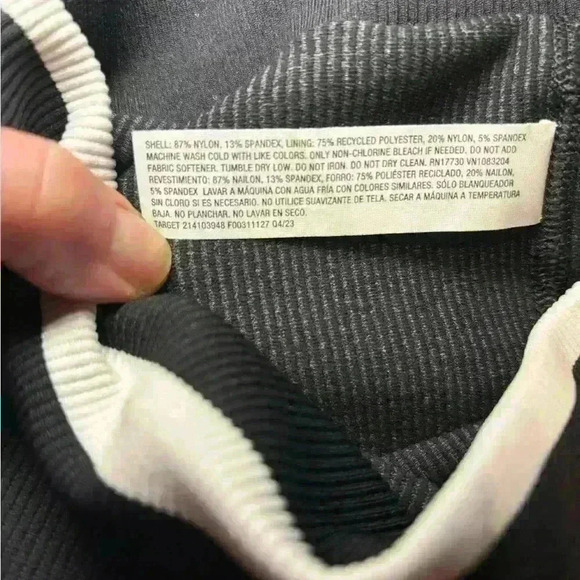 SHELL: 87% NYLON, 13% SPANDEX, LINING: 75% RECYCLED POLYESTER, 20% NYLON, 5% SPANDEX
MACHINE WASH COLD WITH LIKE COLORS. ONLY NON-CHLORINE BLEACH IF NEEDED. DO NOT ADD
FABRIC SOFTENER. TUMBLE DRY LOW. DO NOT IRON. DO NOT DRY CLEAN. RN17730 VN1083204
REVESTIMIENTO: 87% NAILON, 13% SPANDEX, FORRO: 75% POLIÉSTER RECICLADO, 20% NAILON,
5% SPANDEX LAVAR A MÁQUINA CON AGUA FRÍA CON COLORES SIMILARES. SÓLO BLANQUEADOR
SIN CLORO SI ES NECESARIO. NO USE SUAVIZANTE DE TELA. SECAR A MÁQUINA A TEMPERATURA
BAJA. NO PLANCHAR. NO LAVAR EN SECO.
TARGET 214103948 F00311127 Q4/23